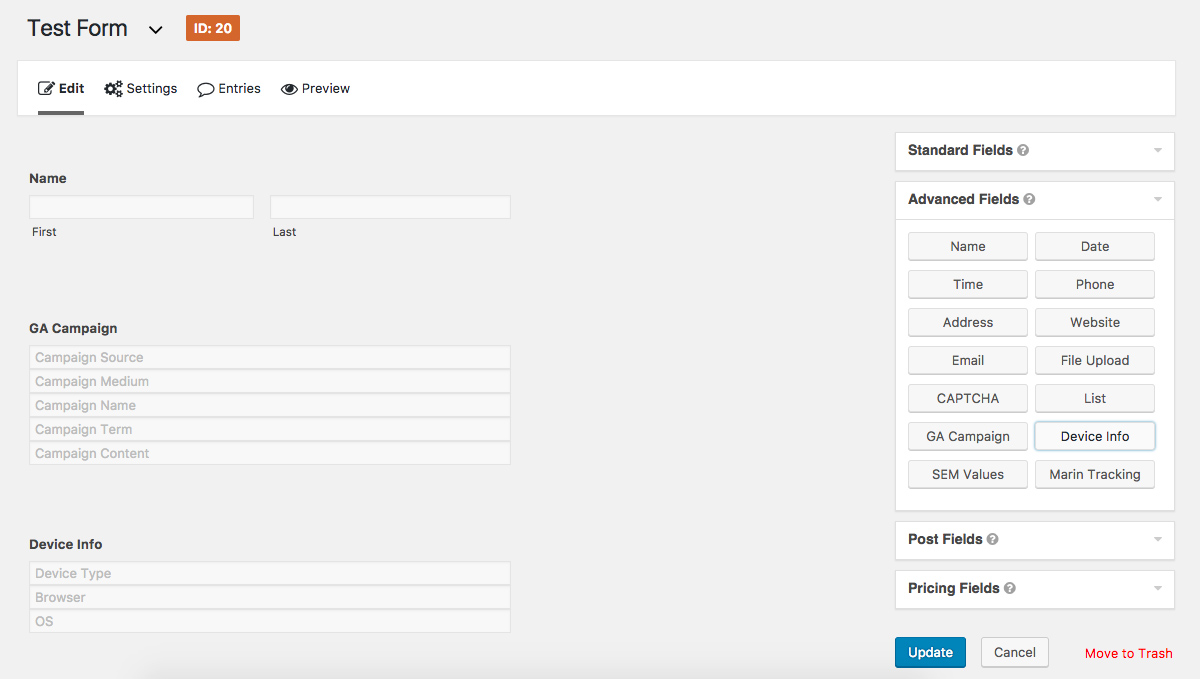 Test Form ID: 20
Edit Settings Entries Preview
Name
First Last
GA Campaign
Campaign Source
Campaign Medium
Campaign Name
Campaign Term
Campaign Content
Device Info
Device Type
Browser
OS
Standard Fields ?
Advanced Fields ?
Name Date
Time Phone
Address Website
Email File Upload
CAPTCHA List
GA Campaign Device Info
SEM Values Marin Tracking
Post Fields ?
Pricing Fields ?
Update Cancel Move to Trash